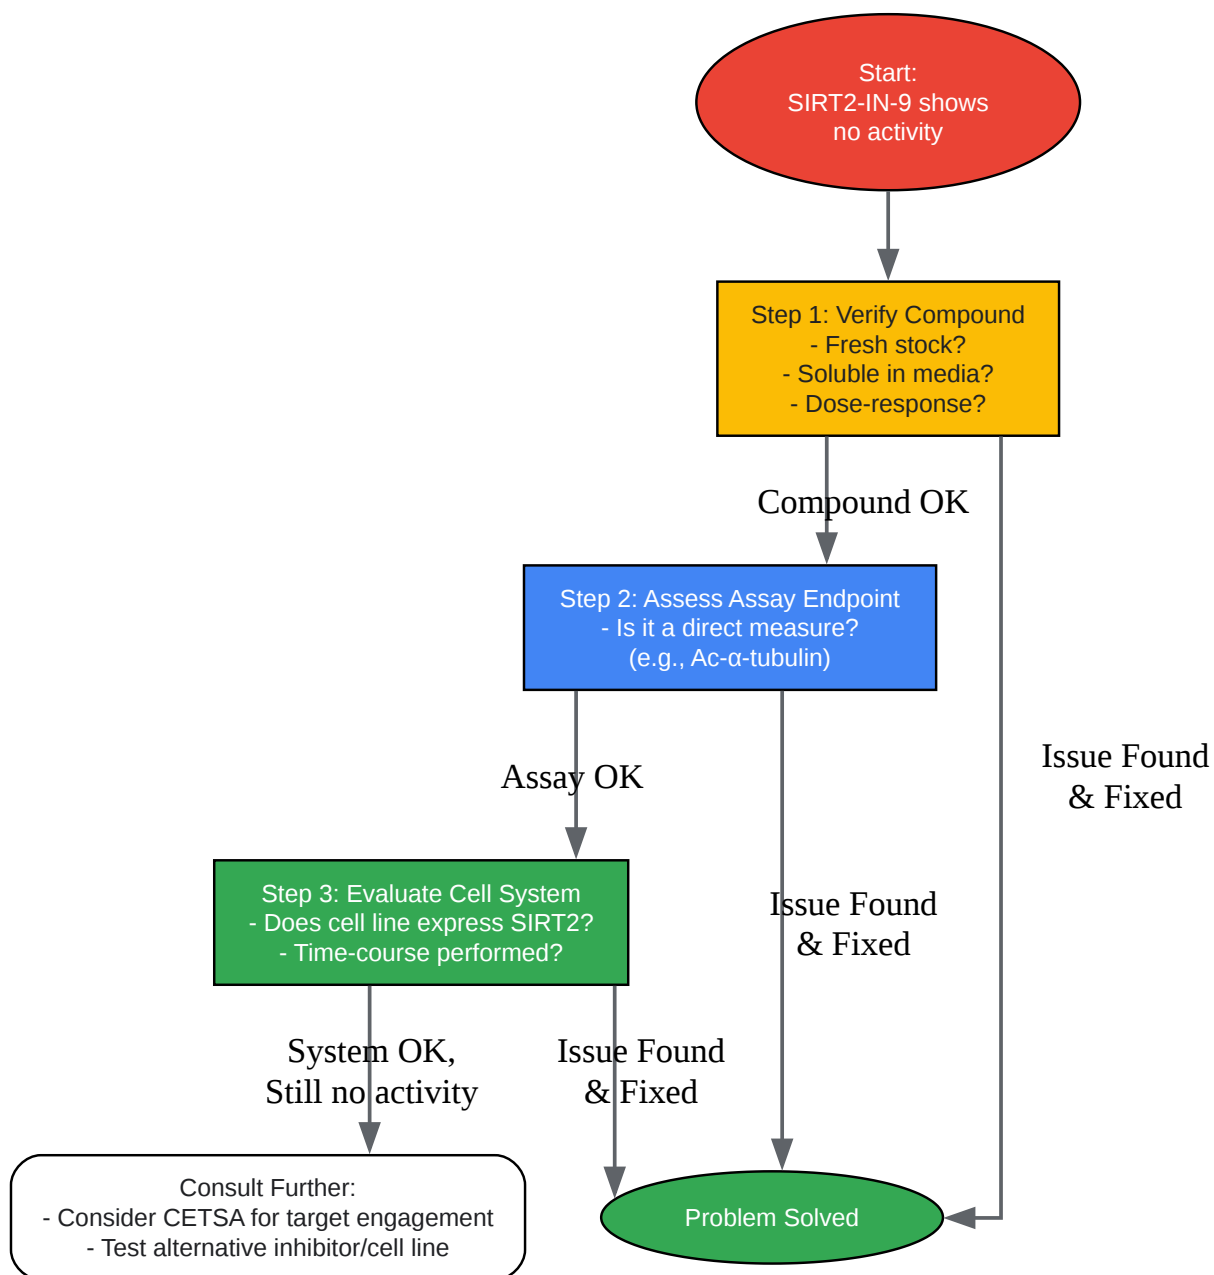 Start:
SIRT2-IN-9 shows
no activity
Step 1: Verify Compound
- Fresh stock?
- Soluble in media?
- Dose-response?
Compound OK
Step 2: Assess Assay Endpoint
- Is it a direct measure?
(e.g., Ac-α-tubulin)
Assay OK
Issue Found
& Fixed
Step 3: Evaluate Cell System
- Does cell line express SIRT2?
- Time-course performed?
Issue Found
& Fixed
System OK,
Still no activity
Issue Found
& Fixed
Consult Further:
- Consider CETSA for target engagement
- Test alternative inhibitor/cell line
Problem Solved